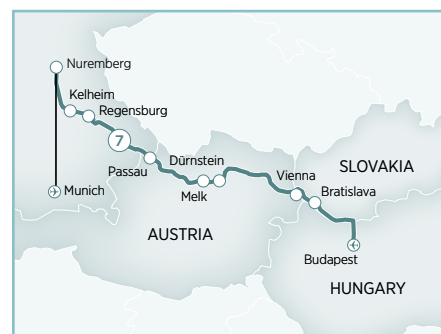 Nuremberg
Kelheim
Regensburg
7
Passau
Dürnstein
Melk
Munich
Vienna
Bratislava
SLOVAKIA
AUSTRIA
Budapest
HUNGARY